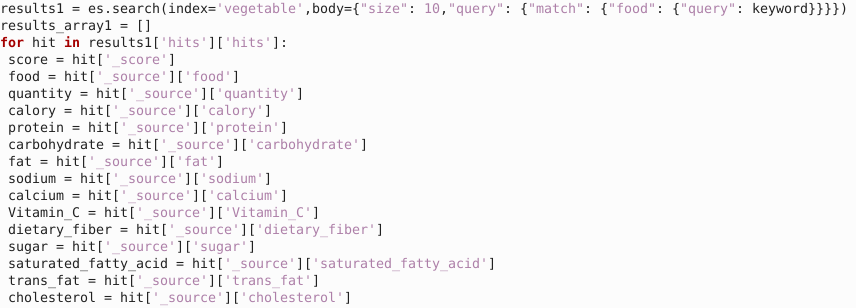 results1 = es.search(index='vegetable',body={"size": 10,"query": {"match": {"food": {"query": keyword}}}})
results_array1 = []
for hit in results1['hits']['hits']:
 score = hit['_score']
 food = hit['_source']['food']
 quantity = hit['_source']['quantity']
 calory = hit['_source']['calory']
 protein = hit['_source']['protein']
 carbohydrate = hit['_source']['carbohydrate']
 fat = hit['_source']['fat']
 sodium = hit['_source']['sodium']
 calcium = hit['_source']['calcium']
 Vitamin_C = hit['_source']['Vitamin_C']
 dietary_fiber = hit['_source']['dietary_fiber']
 sugar = hit['_source']['sugar']
 saturated_fatty_acid = hit['_source']['saturated_fatty_acid']
 trans_fat = hit['_source']['trans_fat']
 cholesterol = hit['_source']['cholesterol']